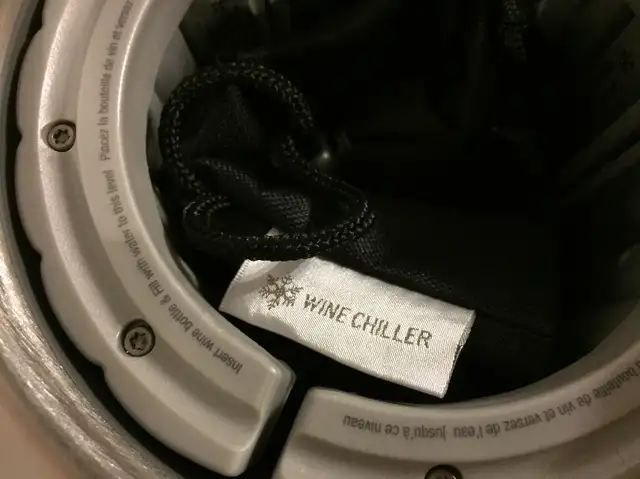 WINE CHILLER
Insert wine bottle & Fill with water to this level Placez la bouteille de vin et versez
bouteille de vin et versez de l'eau jusqu'à ce niveau